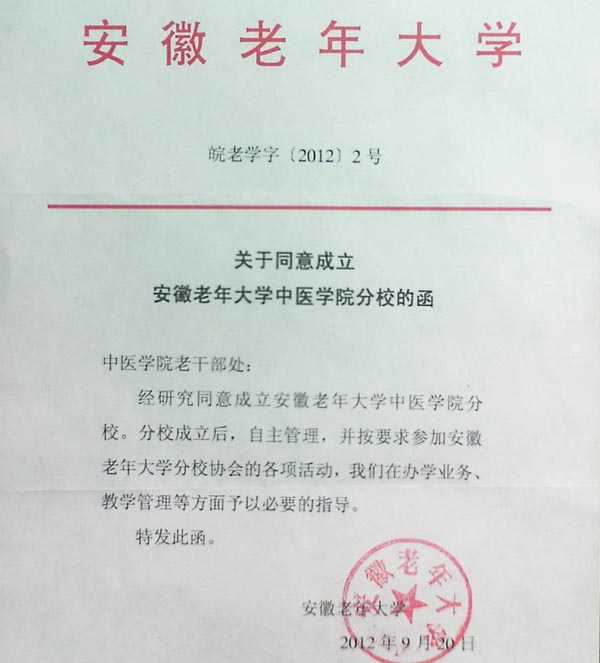 安徽老年大学
皖老学字〔2012〕2号
关于同意成立
安徽老年大学中医学院分校的函
中医学院老干部处：
经研究同意成立安徽老年大学中医学院分
校。分校成立后，自主管理，并按要求参加安徽
老年大学分校协会的各项活动，我们在办学业务、
教学管理等方面予以必要的指导。
特发此函。
安徽老年大学
安徽老年大学
2012年9月20日